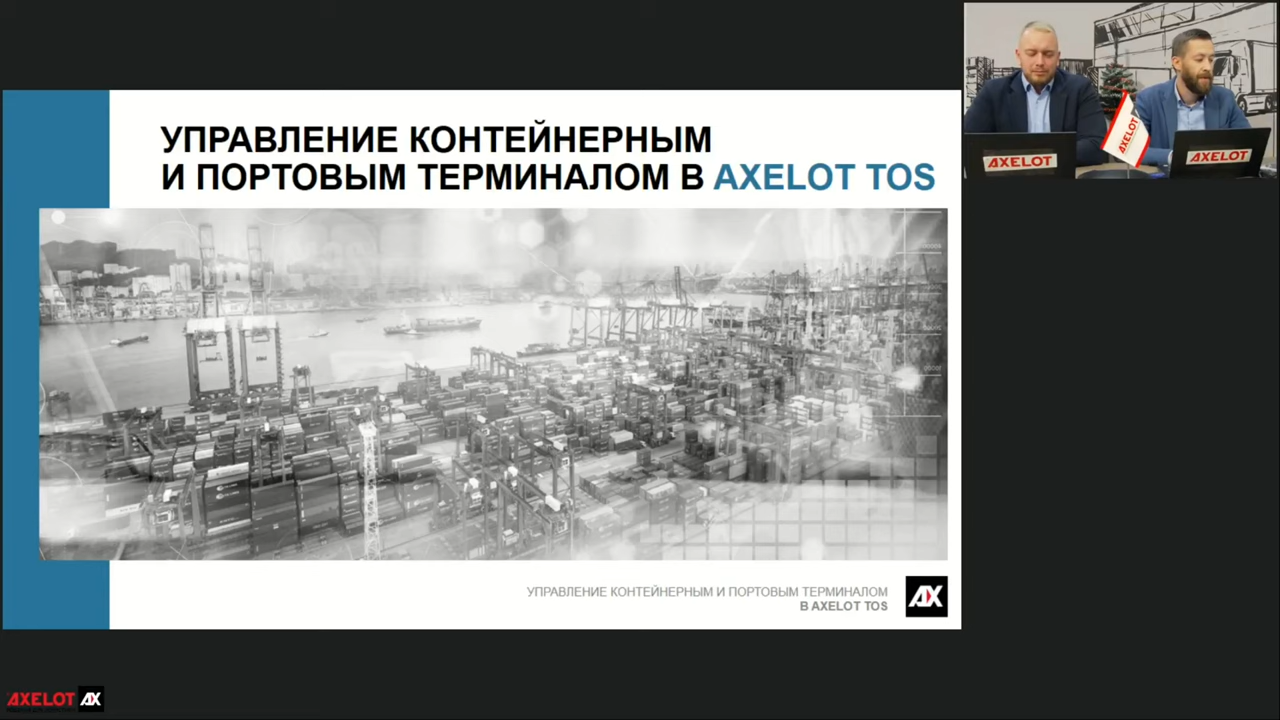 УПРАВЛЕНИЕ КОНТЕЙНЕРНЫМ
И ПОРТОВЫМ ТЕРМИНАЛОМ В AXELOT TOS
AXELOT
AXELOT
AXELOT
УПРАВЛЕНИЕ КОНТЕЙНЕРНЫМ И ПОРТОВЫМ ТЕРМИНАЛОМ
В AXELOT TOS
AX
AXELOT AX